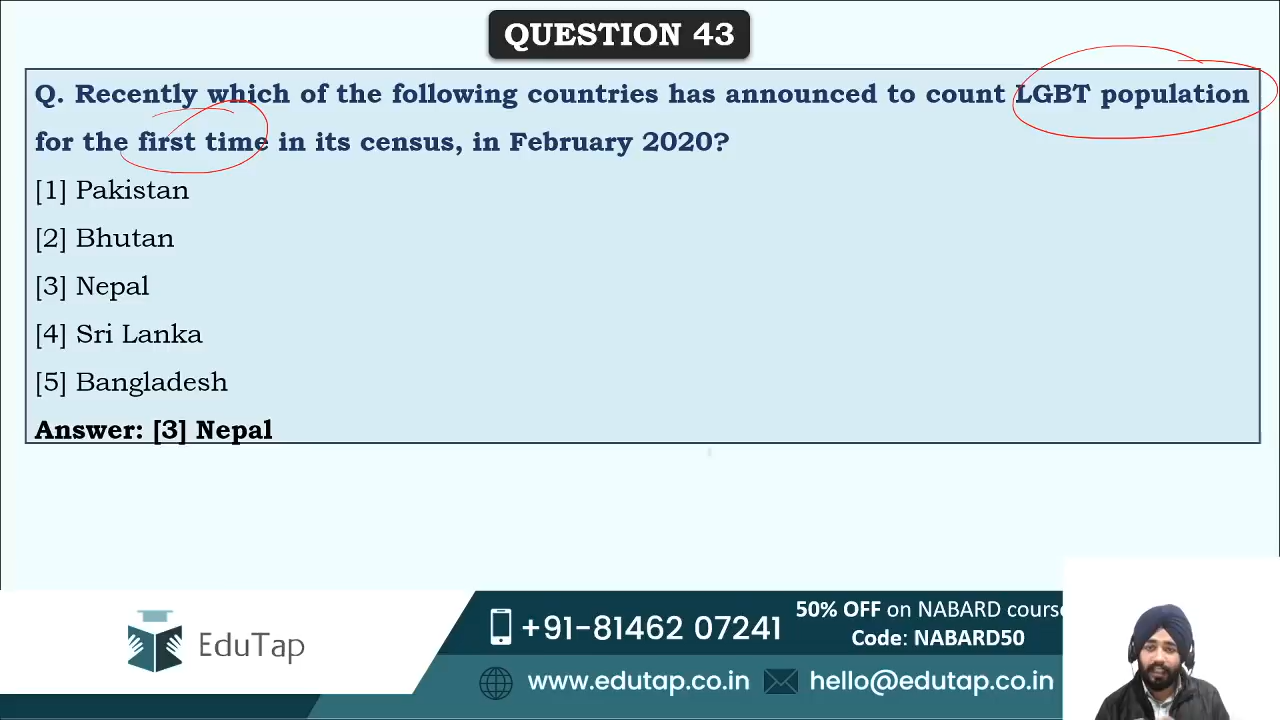 QUESTION 43
Q. Recently which of the following countries has announced to count LGBT population
for the first time in its census, in February 2020?
[1] Pakistan
[2] Bhutan
[3] Nepal
[4] Sri Lanka
[5] Bangladesh
Answer: [3] Nepal
EduTap
+91-81462 07241
50% OFF on NABARD course
Code: NABARD50
www.edutap.co.in
hello@edutap.co.in